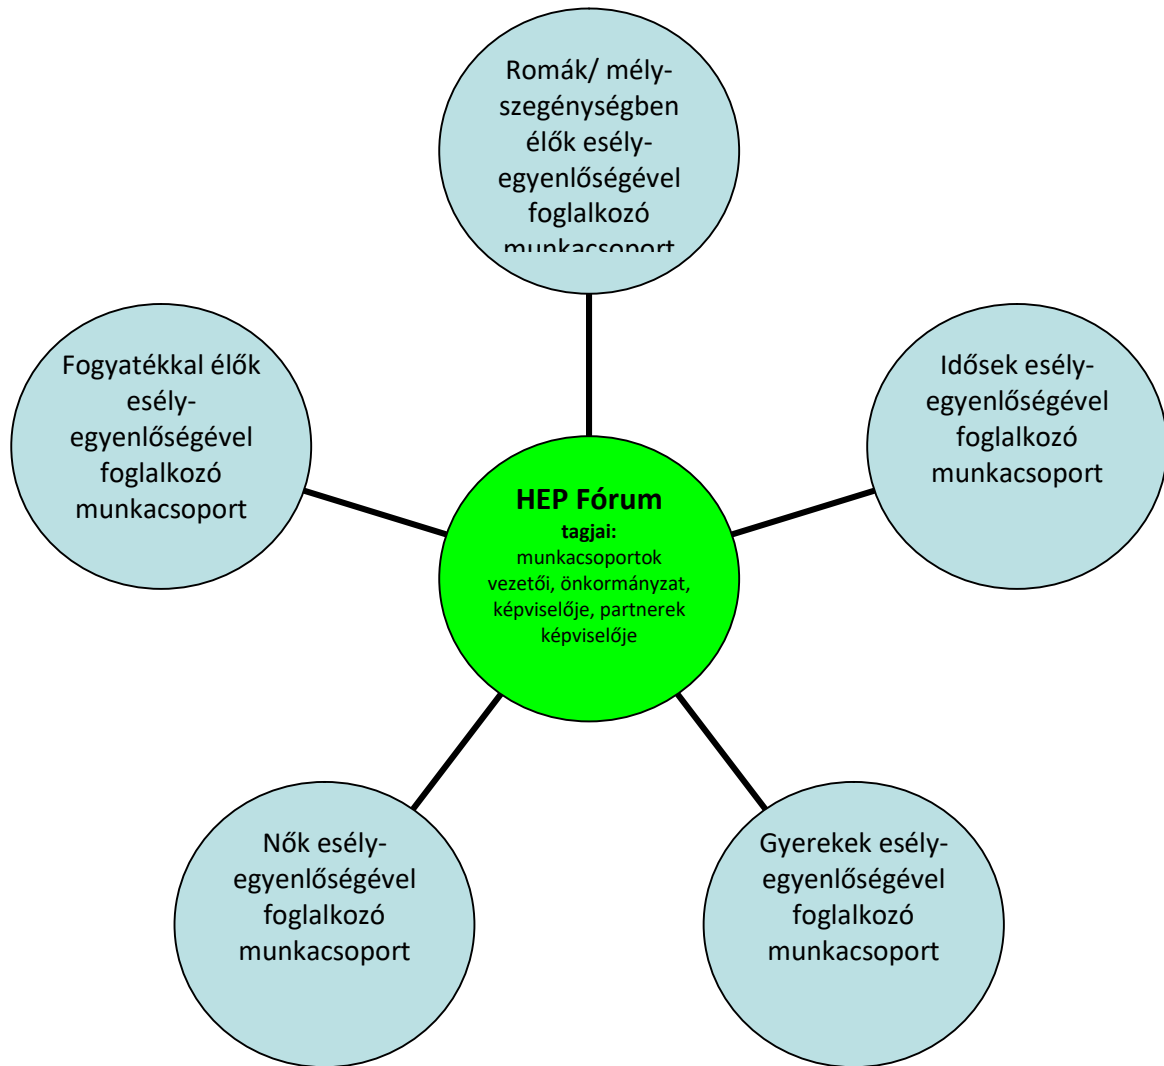 Romák/ mély-
szegénységben
élők esély-
egyenlőségével
foglalkozó
munkacsoport
Fogyatékkal élők
esély-
egyenlőségével
foglalkozó
munkacsoport
Idősek esély-
egyenlőségével
foglalkozó
munkacsoport
HEP Fórum
tagjai:
munkacsoportok
vezetői, önkormányzat,
képviselője, partnerek
képviselője
Nők esély-
egyenlőségével
foglalkozó
munkacsoport
Gyerekek esély-
egyenlőségével
foglalkozó
munkacsoport